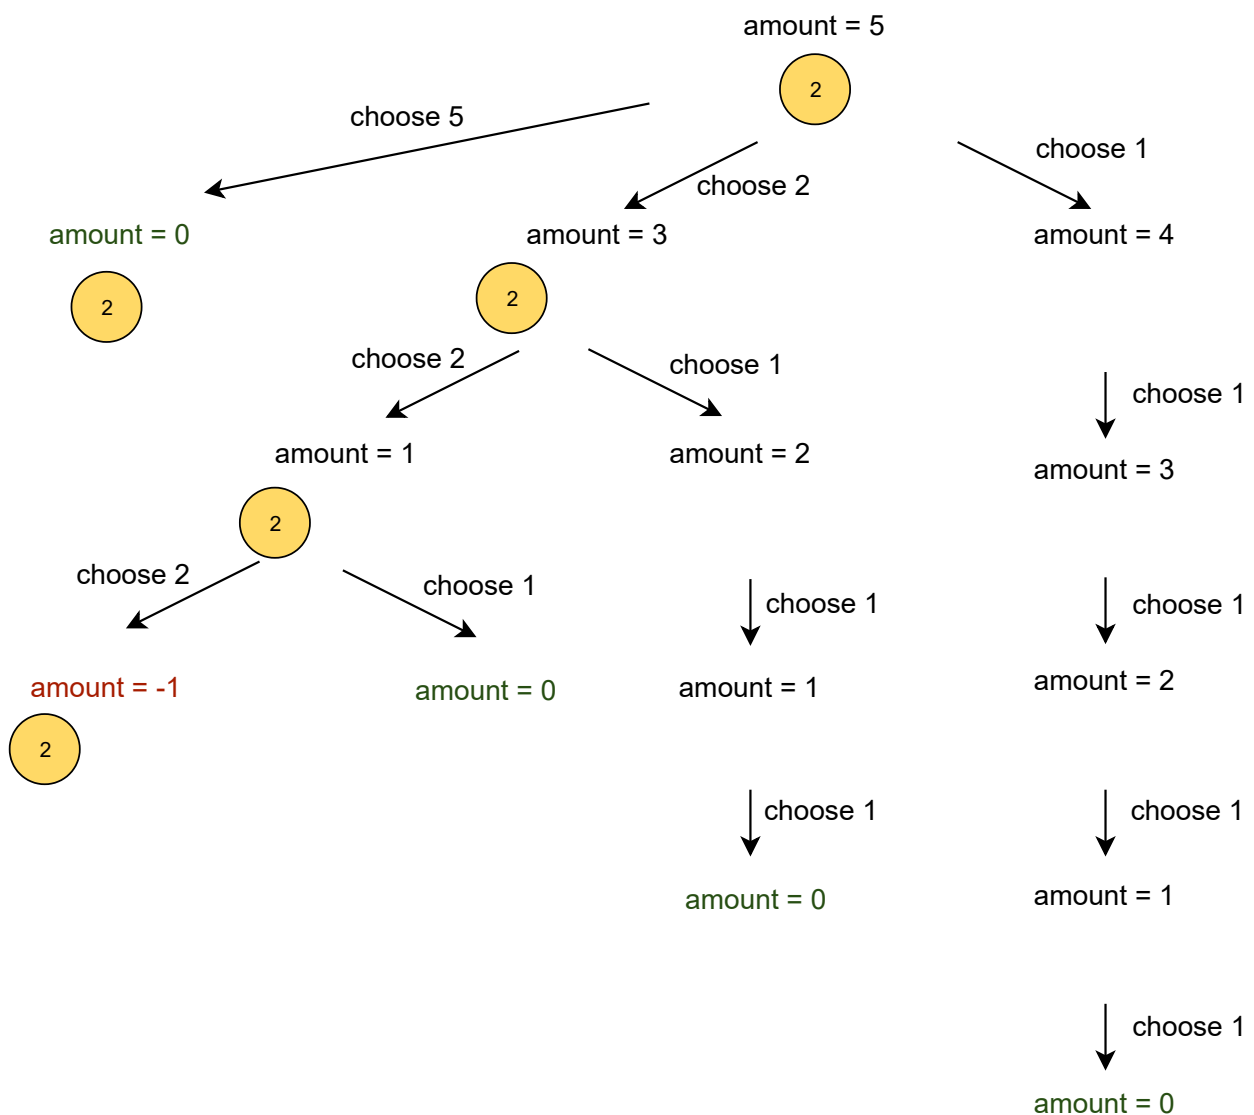 amount = 5
2
choose 5
choose 1
choose 2
amount = 0
amount = 3
amount = 4
2
2
choose 2
choose 1
choose 1
amount = 1
amount = 2
amount = 3
2
choose 2
choose 1
choose 1
choose 1
amount = -1
amount = 0
amount = 1
amount = 2
2
choose 1
choose 1
amount = 0
amount = 1
choose 1
amount = 0